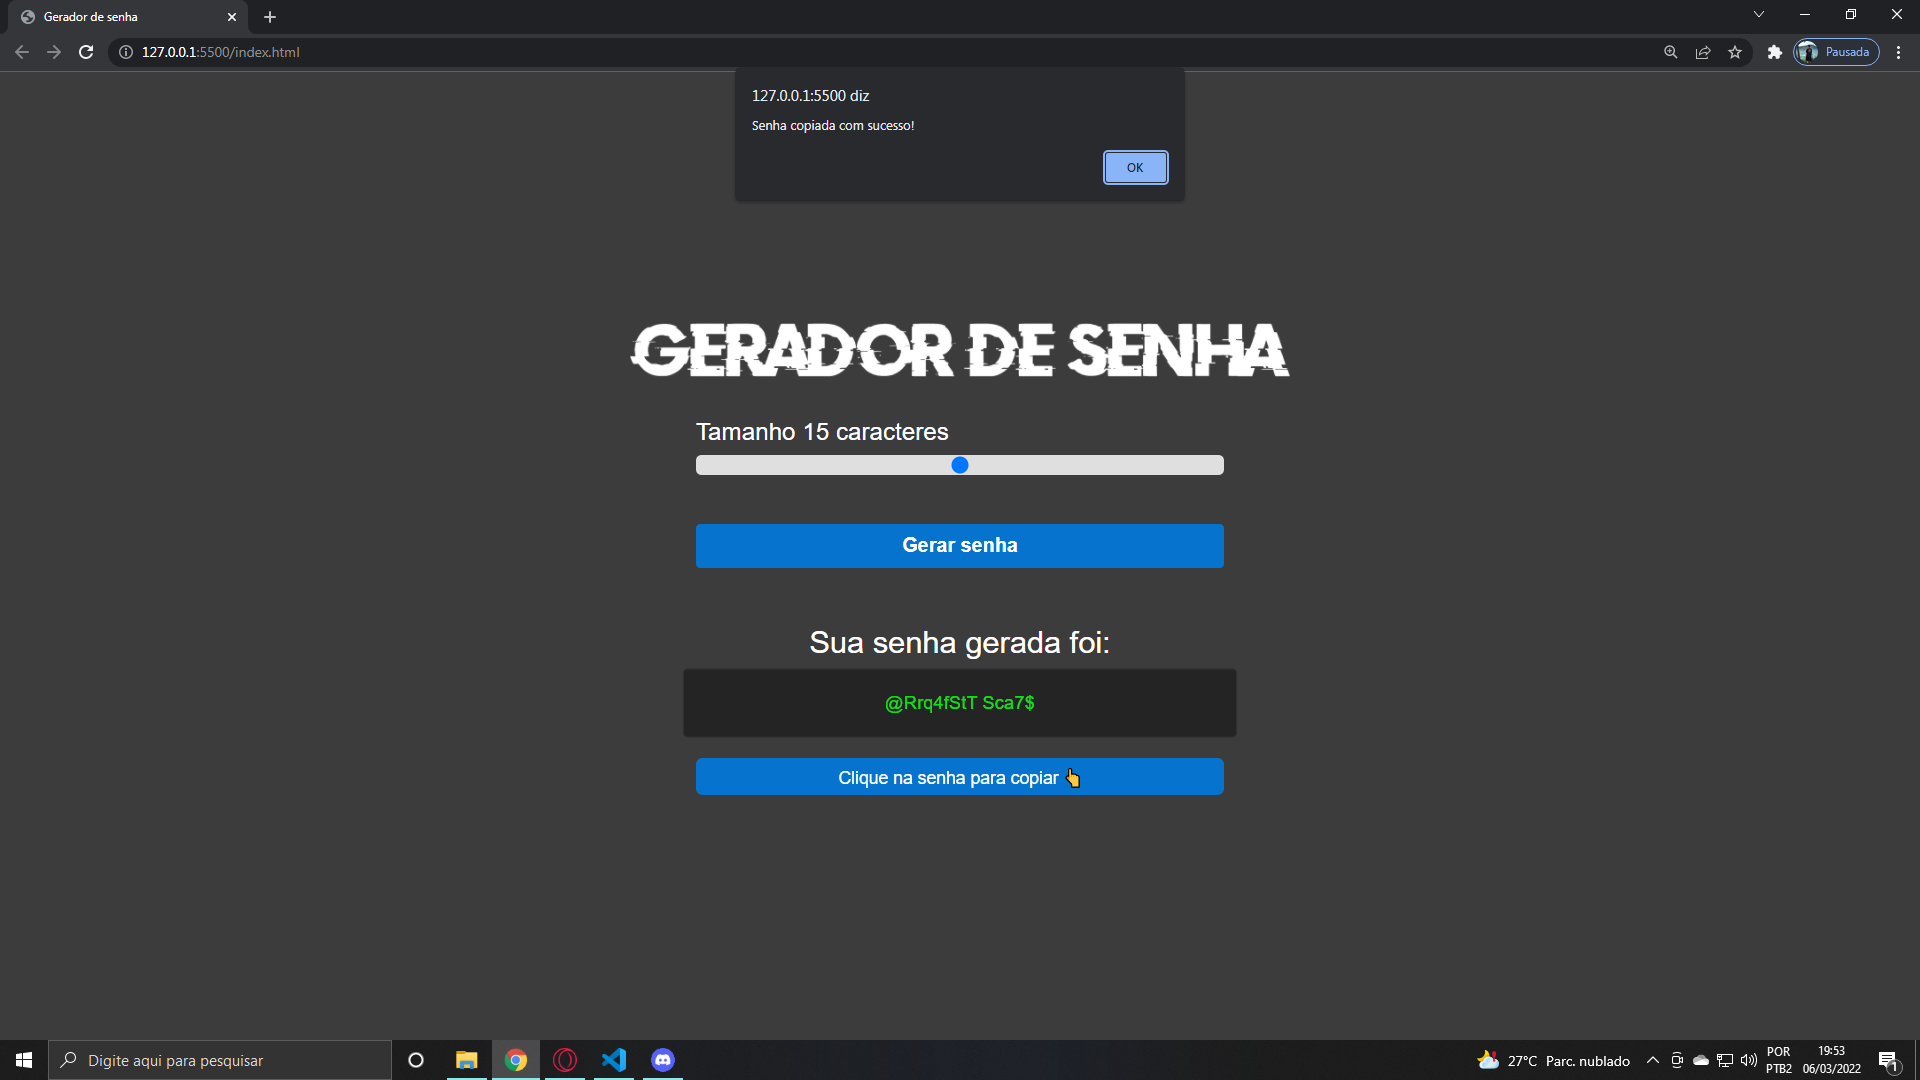 Gerador de senha
127.0.0.1:5500/index.html
Pausada
127.0.0.1:5500 diz
Senha copiada com sucesso!
OK
GERADOR DE SENHA
Tamanho 15 caracteres
Gerar senha
Sua senha gerada foi:
@Rrq4fStT Sca7$
Clique na senha para copiar 👆
Digite aqui para pesquisar
27°C Parc. nublado
POR
PTB2
19:53
06/03/2022
1